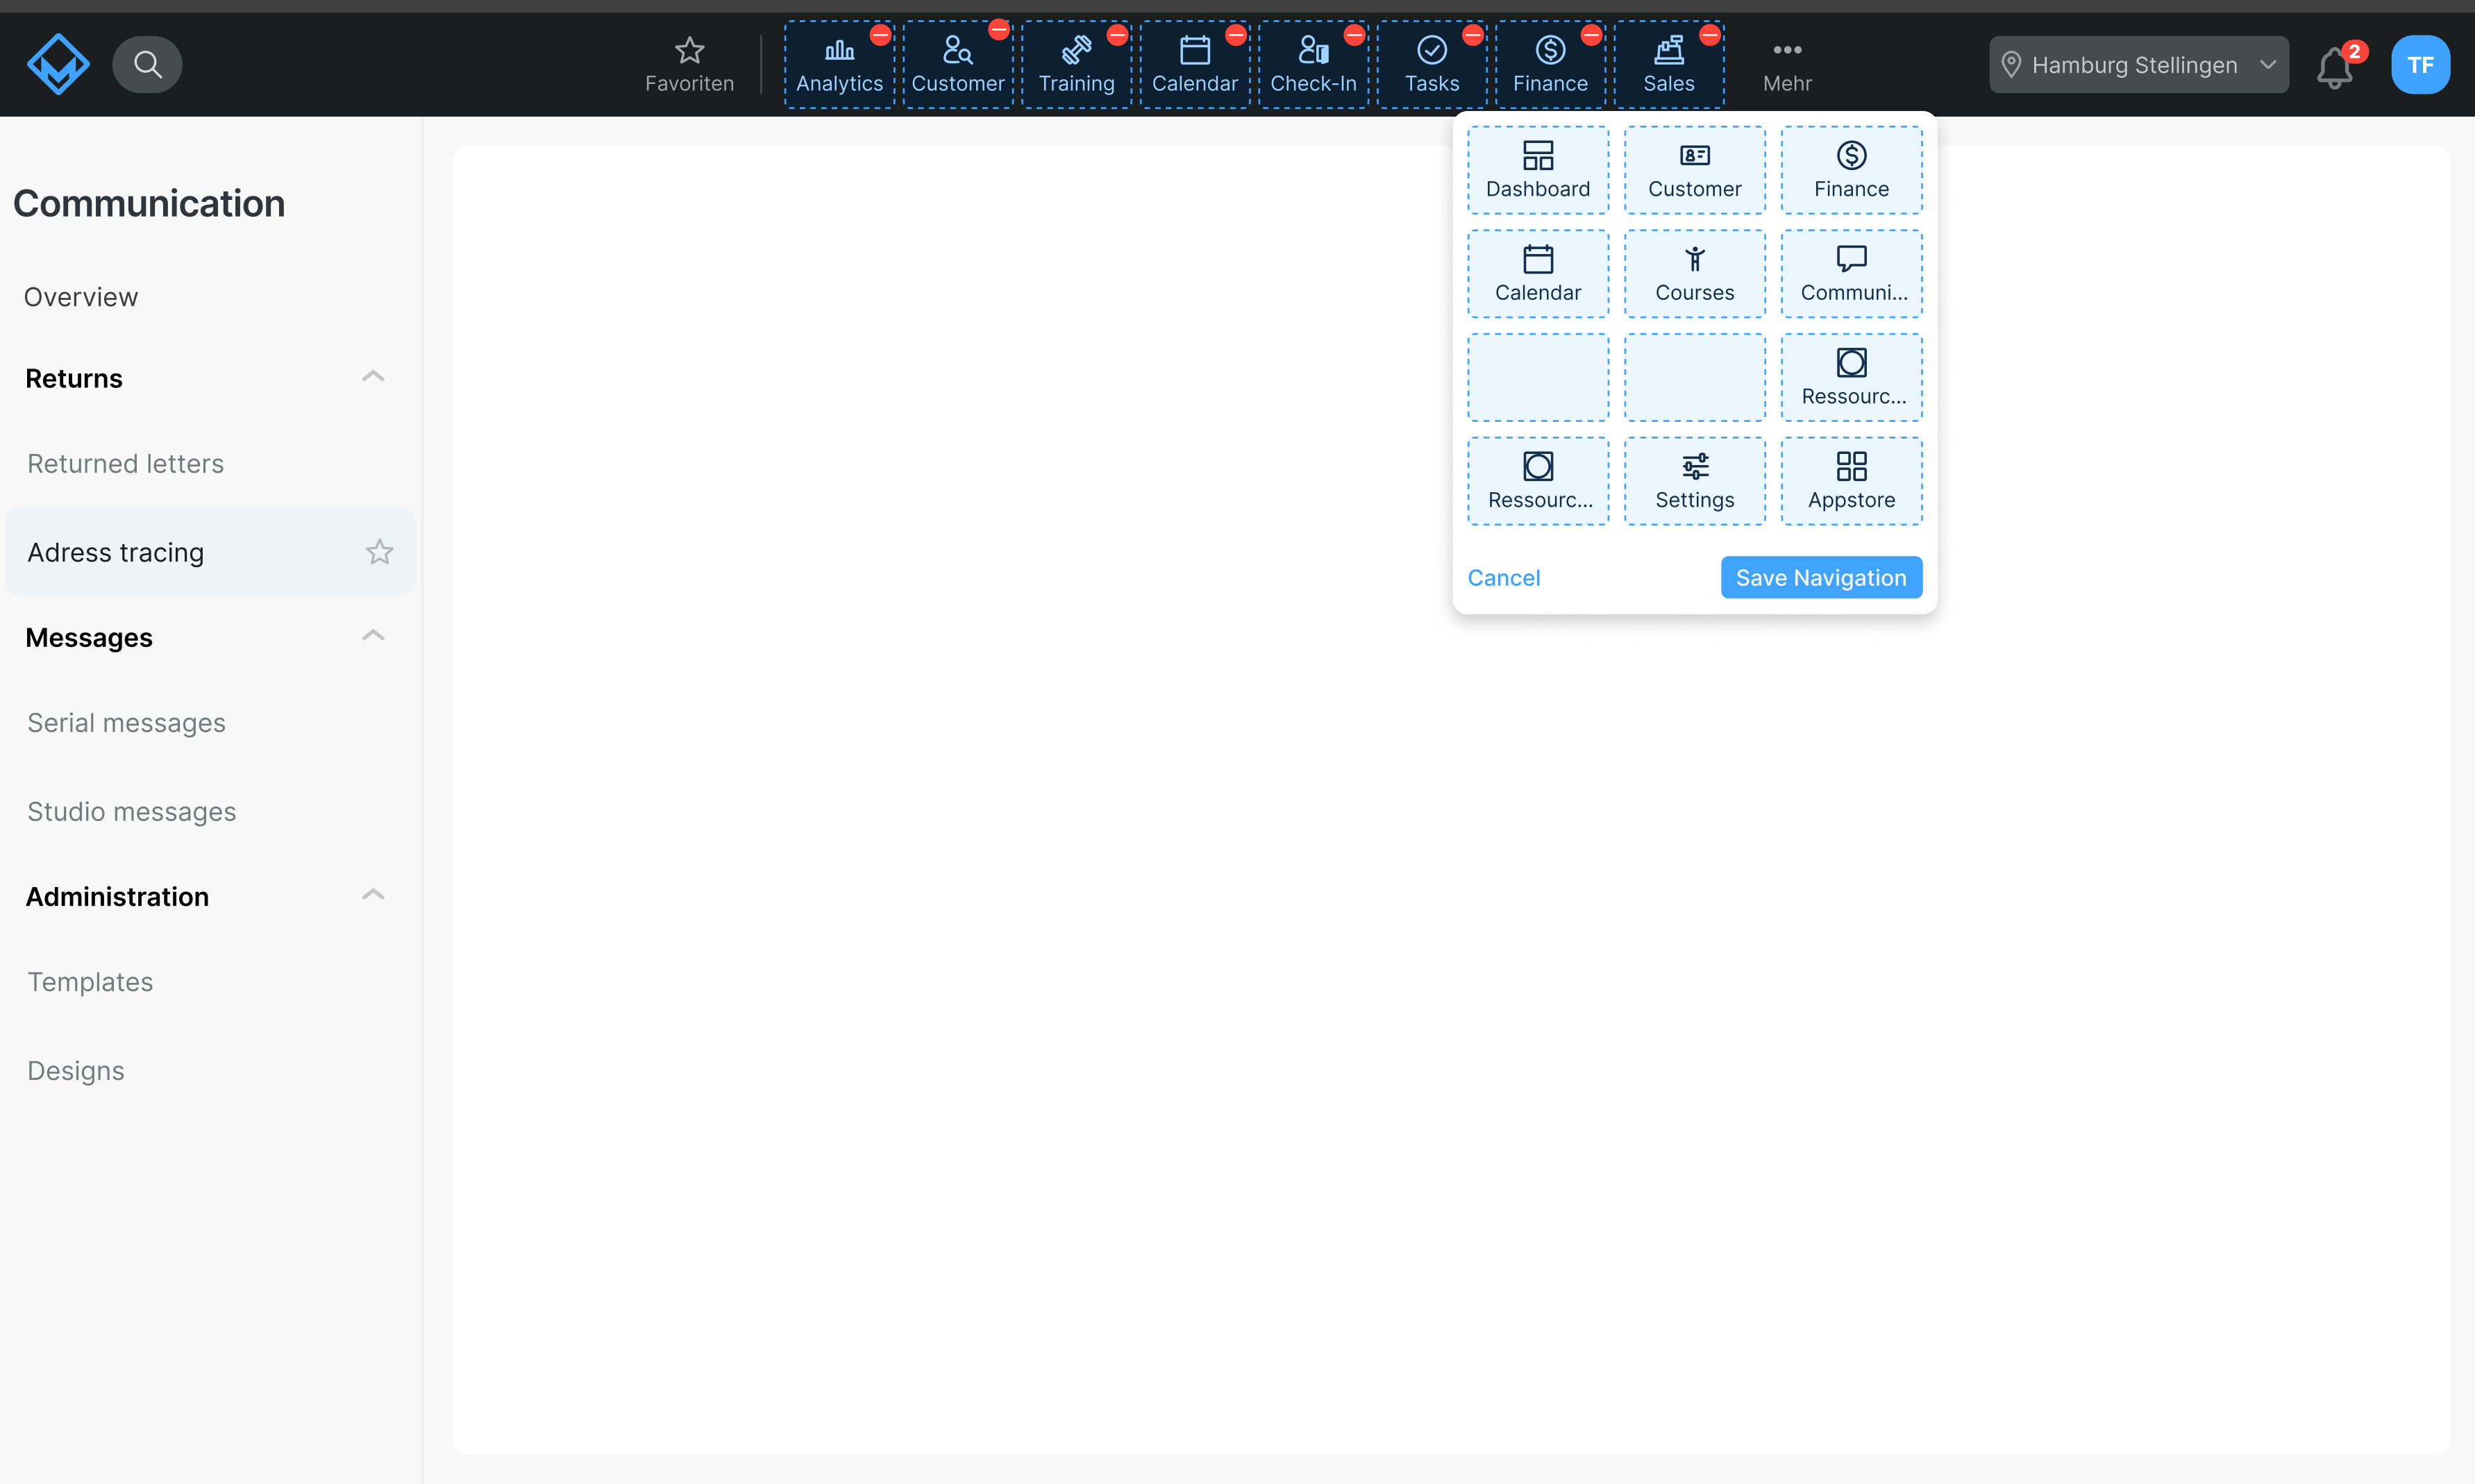 Favoriten
Analytics
Customer
Training
Calendar
Check-In
Tasks
Finance
Sales
Mehr
Hamburg Stellingen
2
TF
Communication
Overview
Returns
Returned letters
Adress tracing
Messages
Serial messages
Studio messages
Administration
Templates
Designs
Dashboard
Customer
Finance
Calendar
Courses
Communi...
Ressourc...
Ressourc...
Settings
Appstore
Cancel
Save Navigation